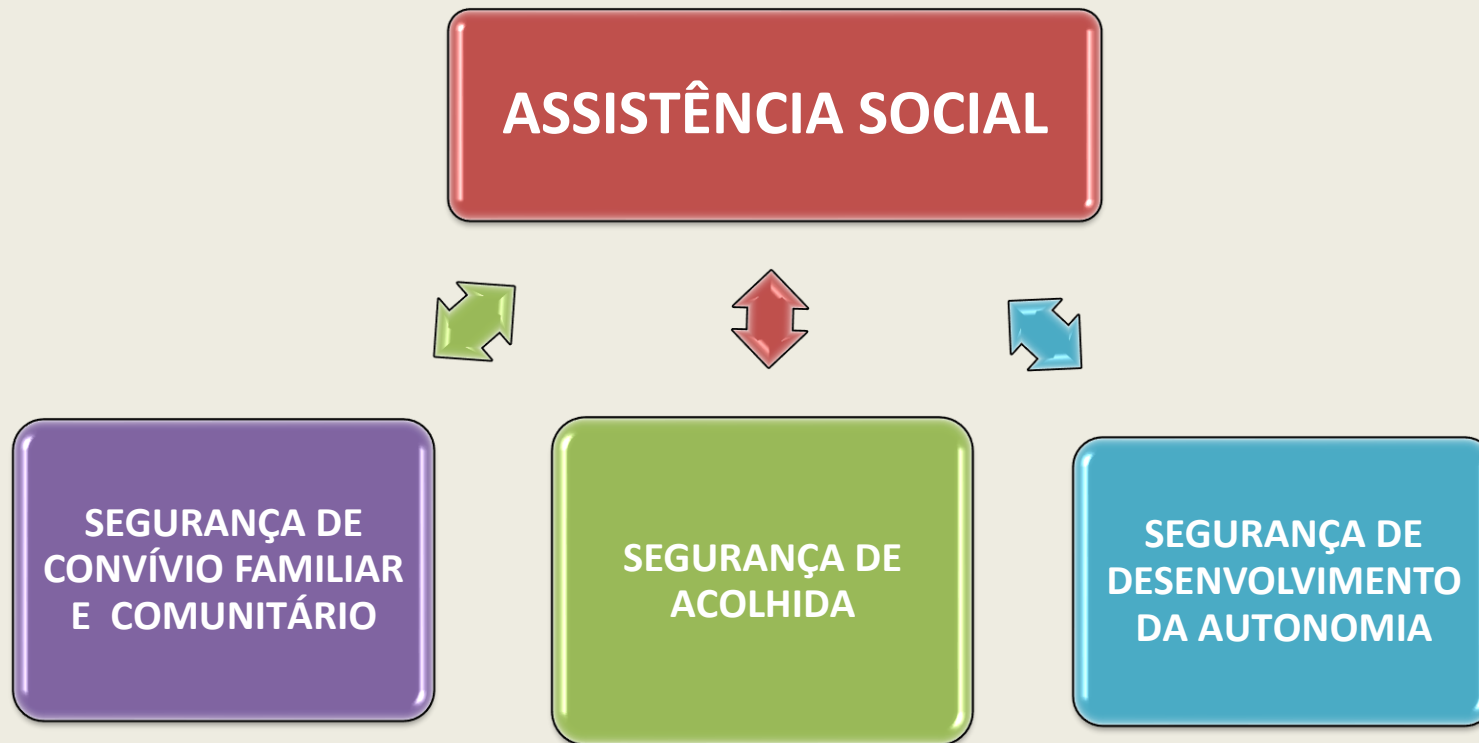 ASSISTÊNCIA SOCIAL
SEGURANÇA DE
CONVÍVIO FAMILIAR
E COMUNITÁRIO
SEGURANÇA DE
ACOLHIDA
SEGURANÇA DE
DESENVOLVIMENTO
DA AUTONOMIA